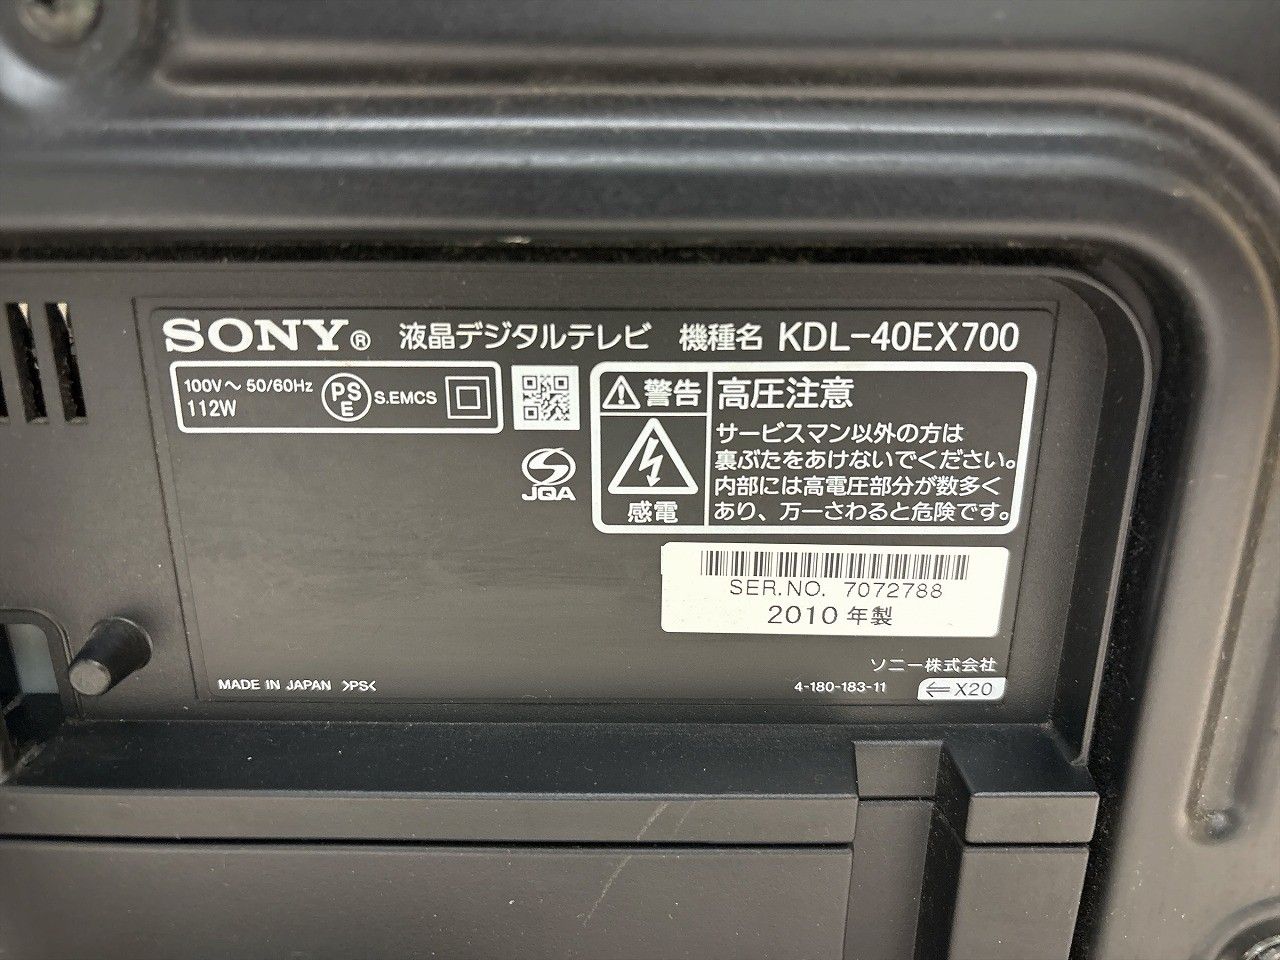 SONY® 液晶デジタルテレビ 機種名 KDL-40EX700
100V～ 50/60Hz
112W
PS
E
S.EMCS
JQA
警告
感電
高圧注意
サービスマン以外の方は
裏ぶたをあけないでください。
内部には高電圧部分が数多く
あり、万一さわると危険です。
SER.NO. 7072788
2010 年製
ソニー株式会社
MADE IN JAPAN >PS< 4-180-183-11 ⇐ X20